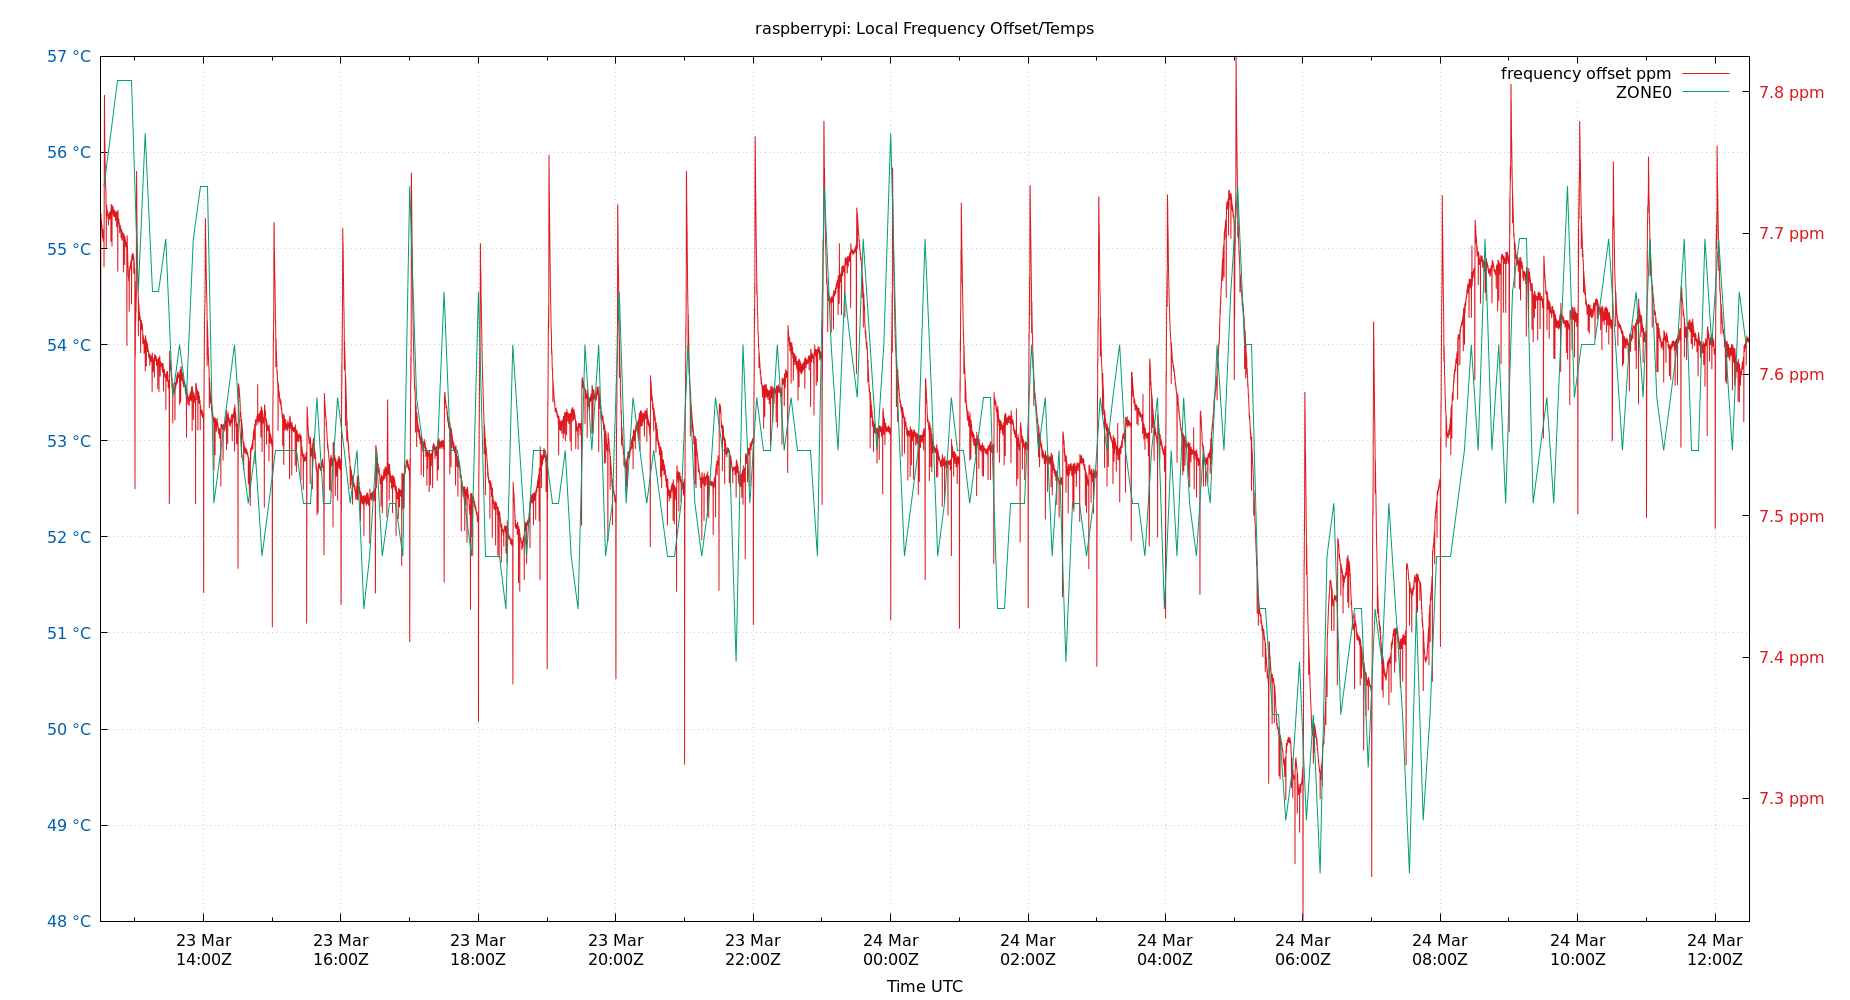 raspberrypi: Local Frequency Offset/Temps
57 °C
56 °C
55 °C
54 °C
53 °C
52 °C
51 °C
50 °C
49 °C
48 °C
frequency offset ppm
ZONE0
7.8 ppm
7.7 ppm
7.6 ppm
7.5 ppm
7.4 ppm
7.3 ppm
23 Mar
14:00Z
23 Mar
16:00Z
23 Mar
18:00Z
23 Mar
20:00Z
23 Mar
22:00Z
24 Mar
00:00Z
24 Mar
02:00Z
24 Mar
04:00Z
24 Mar
06:00Z
24 Mar
08:00Z
24 Mar
10:00Z
24 Mar
12:00Z
Time UTC